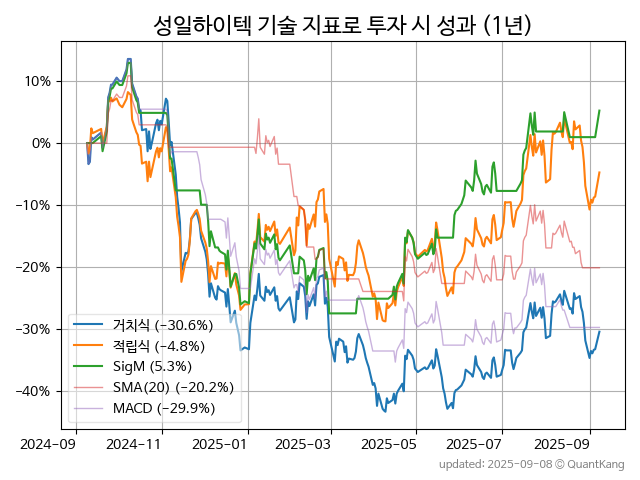 성일하이텍 기술 지표로 투자 시 성과 (1년)
10%
0%
−10%
−20%
−30%
−40%
거치식 (−30.6%)
적립식 (−4.8%)
SigM (5.3%)
SMA(20) (−20.2%)
MACD (−29.9%)
2024−09 2024−11 2025−01 2025−03 2025−05 2025−07 2025−09
updated: 2025−09−08 ⓒ QuantKang